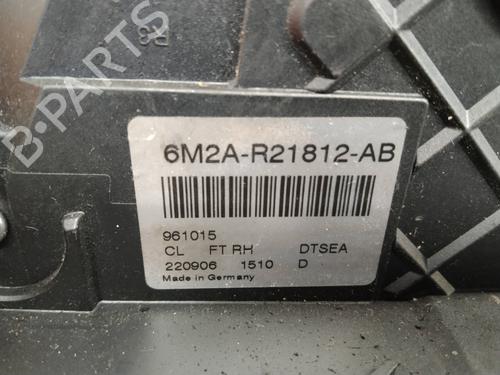 B-PARTS
6M2A-R21812-AB
961015
CL FT RH DTSEA
220906 1510 D
Made in Germany